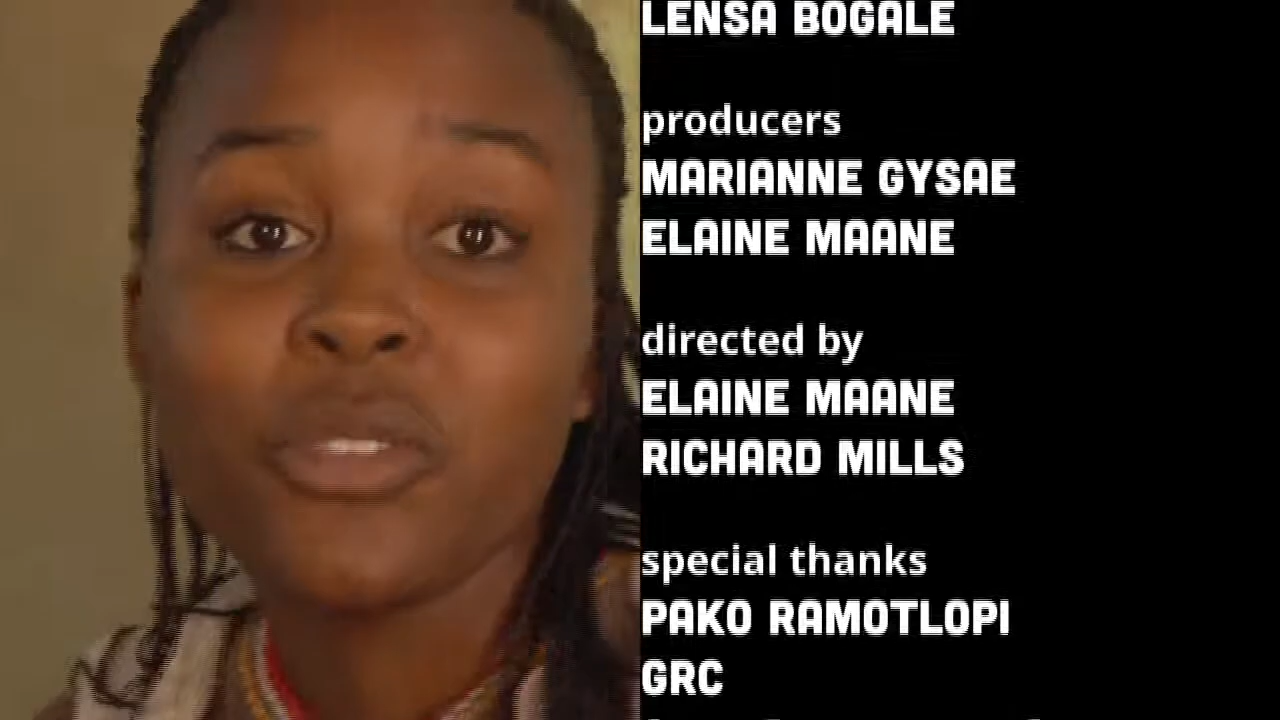 LENSA BOGALE
producers
MARIANNE GYSAE
ELAINE MAANE
directed by
ELAINE MAANE
RICHARD MILLS
special thanks
PAKO RAMOTLOPI
GRC